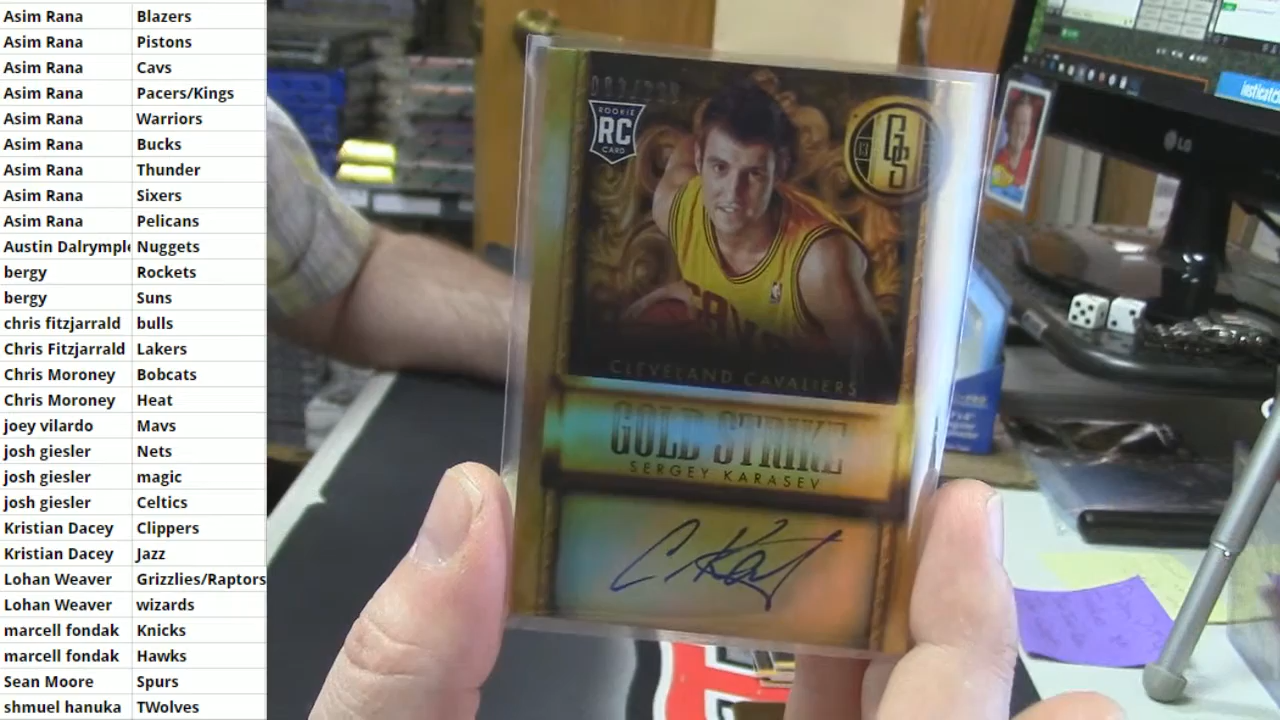 Asim Rana Blazers
Asim Rana Pistons
Asim Rana Cavs
Asim Rana Pacers/Kings
Asim Rana Warriors
Asim Rana Bucks
Asim Rana Thunder
Asim Rana Sixers
Asim Rana Pelicans
Austin Dalrymple Nuggets
bergy Rockets
bergy Suns
chris fitzjarrald bulls
Chris Fitzjarrald Lakers
Chris Moroney Bobcats
Chris Moroney Heat
joey vilardo Mavs
josh giesler Nets
josh giesler magic
josh giesler Celtics
Kristian Dacey Clippers
Kristian Dacey Jazz
Lohan Weaver Grizzlies/Raptors
Lohan Weaver wizards
marcell fondak Knicks
marcell fondak Hawks
Sean Moore Spurs
shmuel hanuka TWolves
ROOKIE
RC
CARD
GS
CLEVELAND CAVALIERS
GOLD STRIKE
SERGEY KARASEV
LG